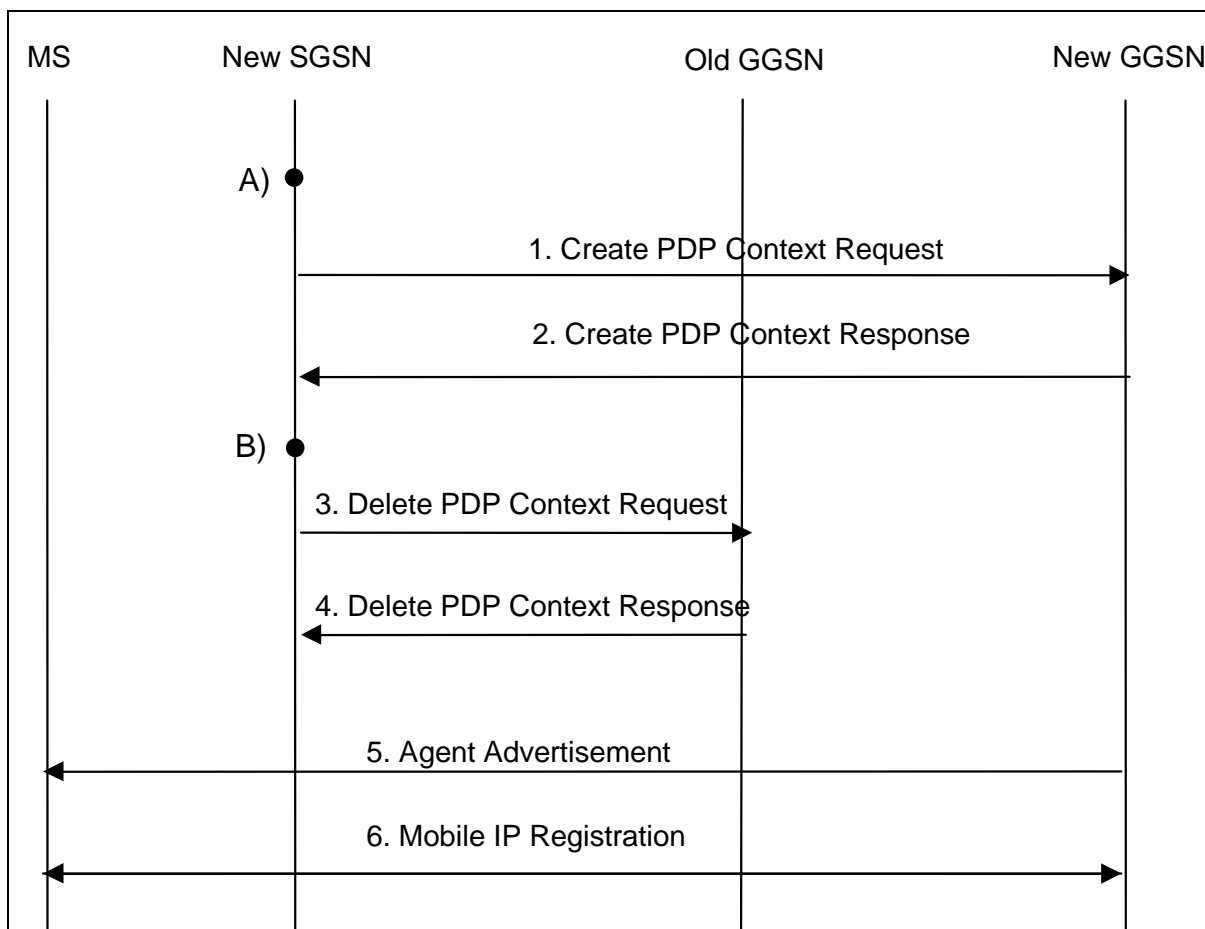 MS
New SGSN
Old GGSN
New GGSN
A)
1. Create PDP Context Request
2. Create PDP Context Response
B)
3. Delete PDP Context Request
4. Delete PDP Context Response
5. Agent Advertisement
6. Mobile IP Registration